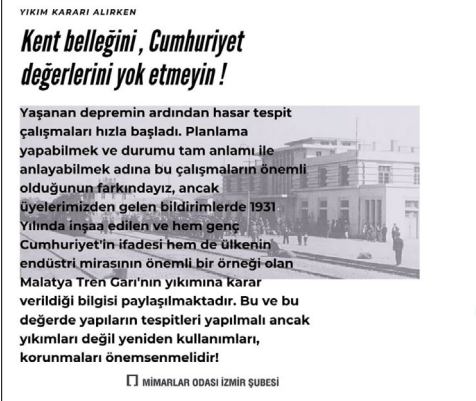 YIKIM KARARI ALIRKEN
Kent belleğini , Cumhuriyet
değerlerini yok etmeyin !
Yaşanan depremin ardından hasar tespit
çalışmaları hızla başladı. Planlama
yapabilmek ve durumu tam anlamı ile
anlayabilmek adına bu çalışmaların önemli
olduğunun farkındayız, ancak
üyelerimizden gelen bildirimlerde 1931
Yılında inşaa edilen ve hem genç
Cumhuriyet'in ifadesi hem de ülkenin
endüstri mirasının önemli bir örneği olan
Malatya Tren Garı'nın yıkımına karar
verildiği bilgisi paylaşılmaktadır. Bu ve bu
değerde yapıların tespitleri yapılmalı ancak
yıkımları değil yeniden kullanımları,
korunmaları önemsenmelidir!
MİMARLAR ODASI İZMİR ŞUBESİ